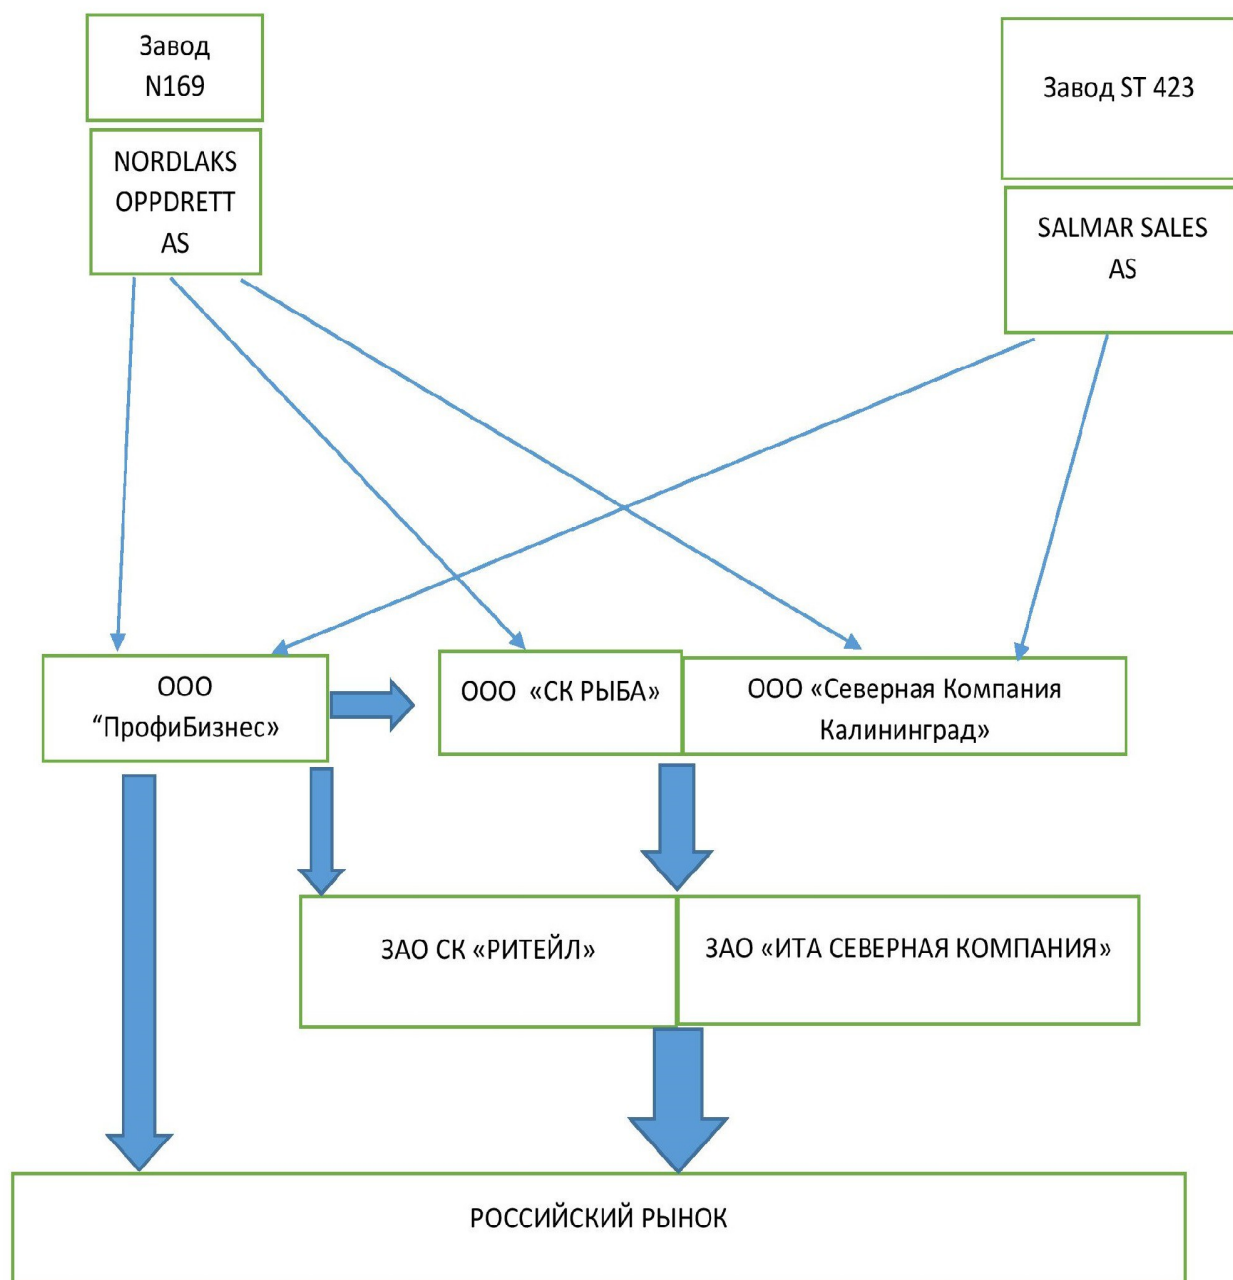 Завод
N169
Завод ST 423
NORDLAKS
OPPDRETT
AS
SALMAR SALES
AS
ООО
“ПрофиБизнес»
ООО «СК РЫБА»
ООО «Северная Компания
Калининград»
ЗАО СК «РИТЕЙЛ»
ЗАО «ИТА СЕВЕРНАЯ КОМПАНИЯ»
РОССИЙСКИЙ РЫНОК